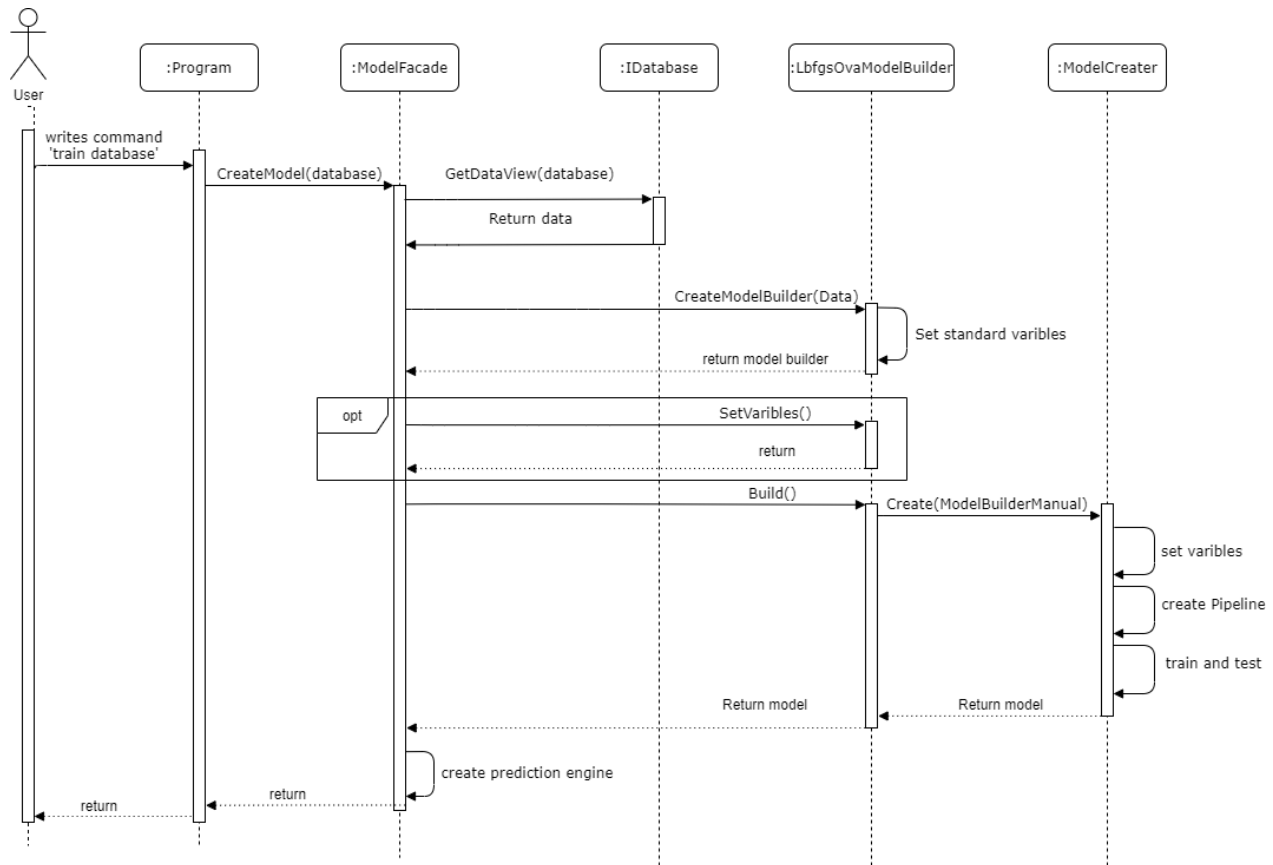 User
:Program
:ModelFacade
:IDatabase
:LbfgsOvaModelBuilder
:ModelCreater
writes command
'train database'
CreateModel(database)
GetDataView(database)
Return data
CreateModelBuilder(Data)
Set standard varibles
return model builder
opt
SetVaribles()
return
Build()
Create(ModelBuilderManual)
set varibles
create Pipeline
train and test
Return model
Return model
create prediction engine
return
return